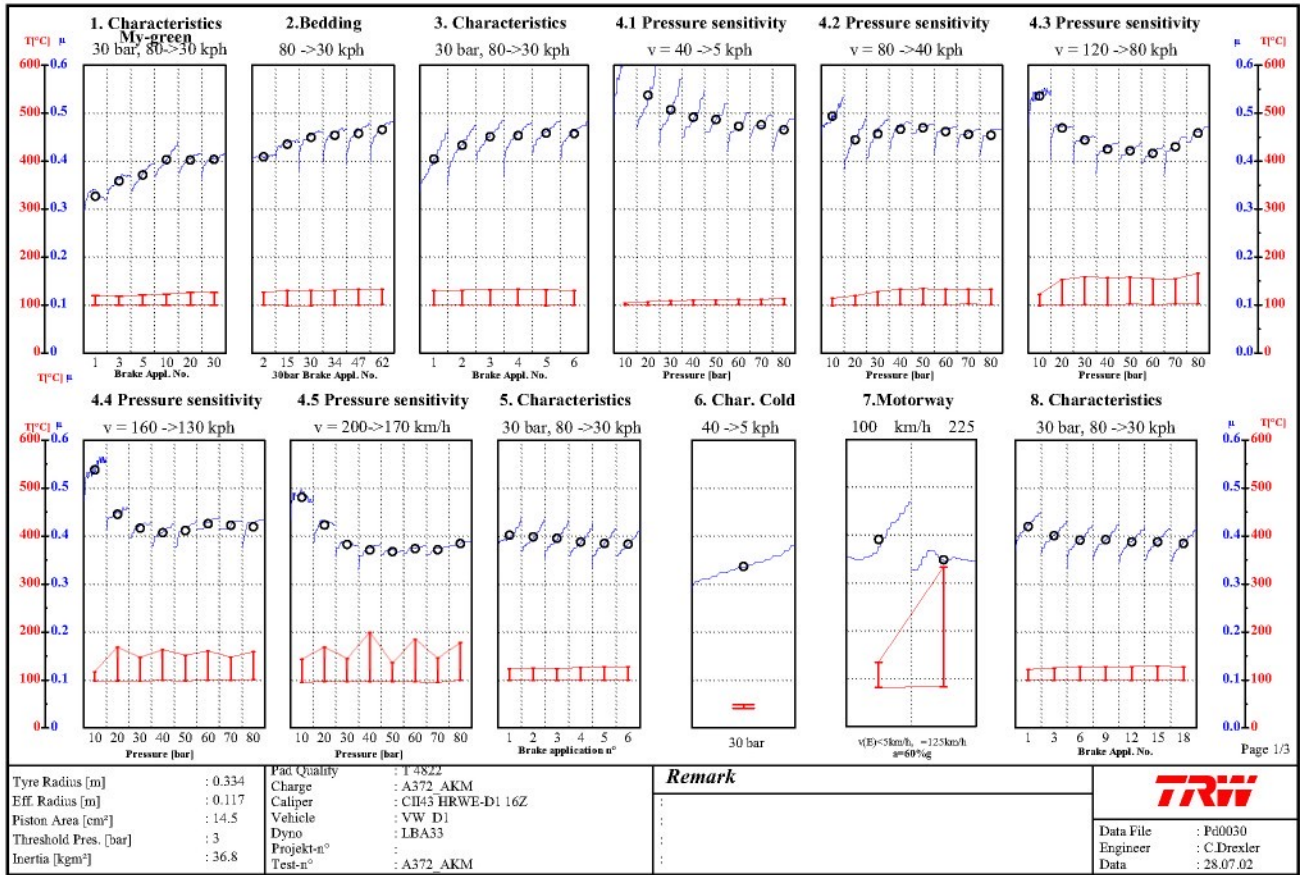 1. Characteristics
My-green
30 bar, 80->30 kph
2.Bedding
80 ->30 kph
3. Characteristics
30 bar, 80->30 kph
4.1 Pressure sensitivity
v = 40 ->5 kph
4.2 Pressure sensitivity
v = 80 ->40 kph
4.3 Pressure sensitivity
v = 120 ->80 kph
T[°C] µ
µ T[°C]
600 0.6
500 0.5
400 0.4
300 0.3
200 0.2
100 0.1
0 0
0.6 600
0.5 500
0.4 400
0.3 300
0.2 200
0.1 100
0.0 0
1 3 5 10 20 30
Brake Appl. No.
2 15 30 34 47 62
30bar Brake Appl. No.
1 2 3 4 5 6
Brake Appl. No.
10 20 30 40 50 60 70 80
Pressure [bar]
10 20 30 40 50 60 70 80
Pressure [bar]
10 20 30 40 50 60 70 80
Pressure [bar]
T[°C] µ
4.4 Pressure sensitivity
v = 160 ->130 kph
4.5 Pressure sensitivity
v = 200->170 km/h
5. Characteristics
30 bar, 80 ->30 kph
6. Char. Cold
40 ->5 kph
7.Motorway
100 km/h 225
8. Characteristics
30 bar, 80 ->30 kph
µ T[°C]
600 0.6
500 0.5
400 0.4
300 0.3
200 0.2
100 0.1
0 0
0.6 600
0.5 500
0.4 400
0.3 300
0.2 200
0.1 100
0.0 0
10 20 30 40 50 60 70 80
Pressure [bar]
10 20 30 40 50 60 70 80
Pressure [bar]
1 2 3 4 5 6
Brake application n°
30 bar
v(E)<5km/h, =125km/h
a=60%g
1 3 6 9 12 15 18
Brake Appl. No.
Page 1/3
Tyre Radius [m] : 0.334
Eff. Radius [m] : 0.117
Piston Area [cm²] : 14.5
Threshold Pres. [bar] : 3
Inertia [kgm²] : 36.8
Pad Quality : T 4822
Charge : A372_AKM
Caliper : CII43 HRWE-D1 16Z
Vehicle : VW D1
Dyno : LBA33
Projekt-n° :
Test-n° : A372_AKM
Remark
:
:
:
:
TRW
Data File : Pd0030
Engineer : C.Drexler
Data : 28.07.02